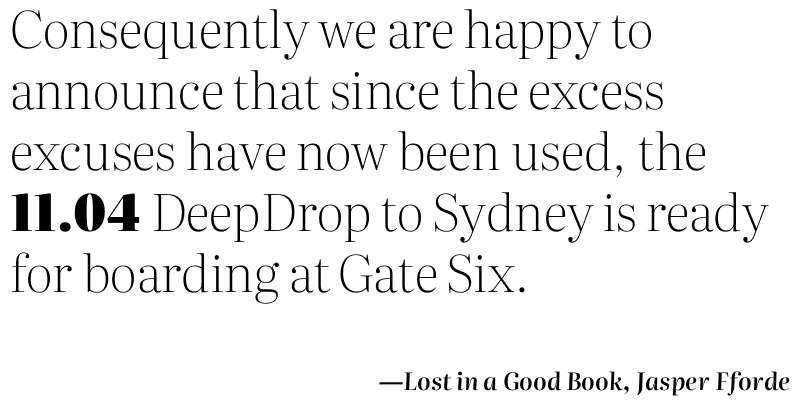 Consequently we are happy to
announce that since the excess
excuses have now been used, the
11.04 DeepDrop to Sydney is ready
for boarding at Gate Six.
—Lost in a Good Book, Jasper Fforde